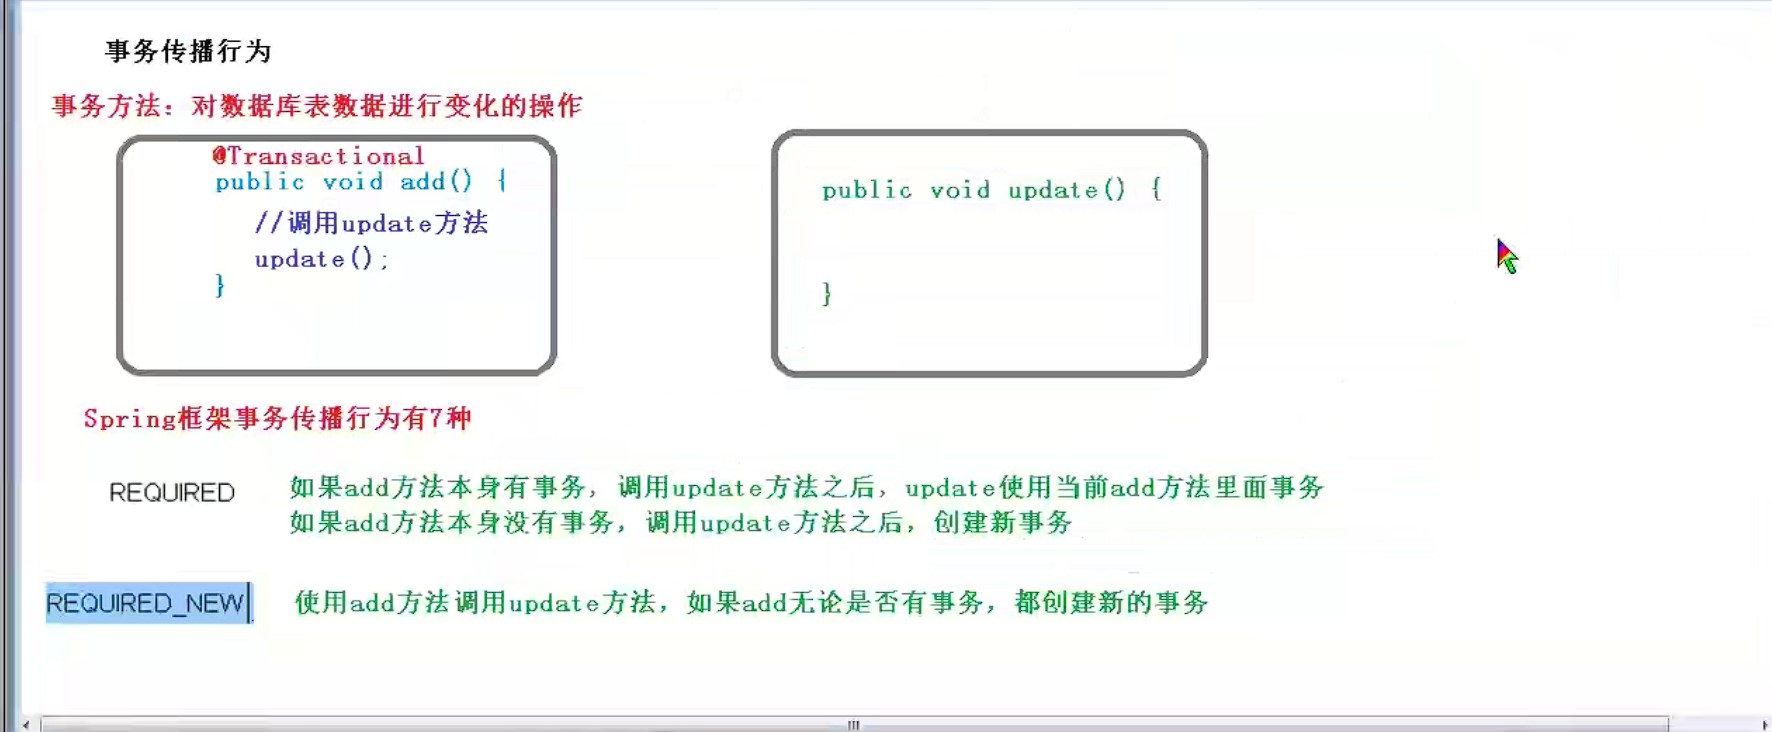 事务传播行为
事务方法：对数据库表数据进行变化的操作
@Transactional
public void add() {
//调用update方法
update();
}
public void update() {
}
Spring框架事务传播行为有7种
REQUIRED
如果add方法本身有事务，调用update方法之后，update使用当前add方法里面事务
如果add方法本身没有事务，调用update方法之后，创建新事务
REQUIRED_NEW
使用add方法调用update方法，如果add无论是否有事务，都创建新的事务